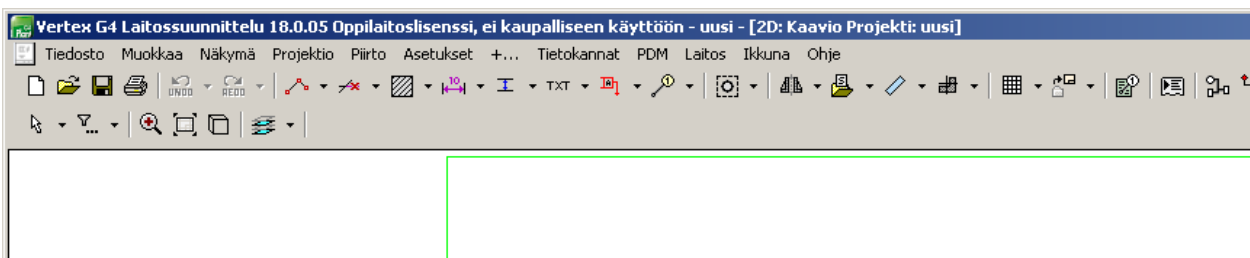 Vertex G4 Laitossuunnittelu 18.0.05 Oppilaitoslisenssi, ei kaupalliseen käyttöön - uusi - [2D: Kaavio Projekti: uusi]
Tiedosto Muokkaa Näkymä Projektio Piirto Asetukset +... Tietokannat PDM Laitos Ikkuna Ohje
UNDO REDO 10 TXT